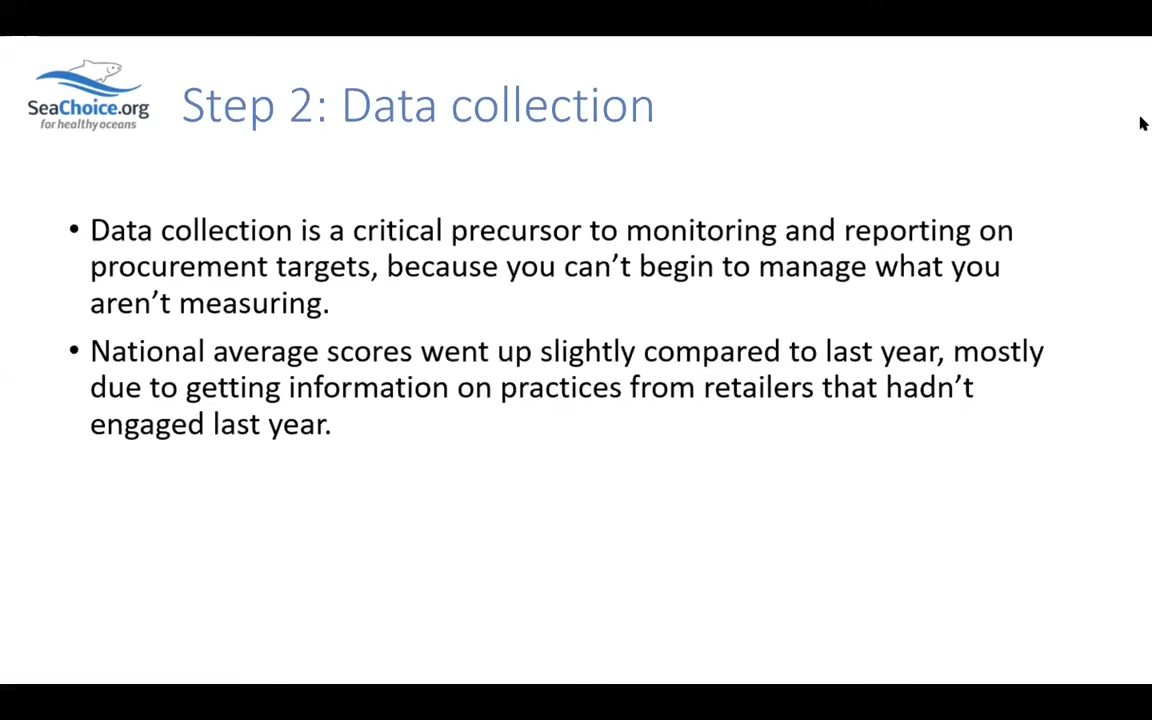 SeaChoice.org
for healthy oceans
Step 2: Data collection
• Data collection is a critical precursor to monitoring and reporting on
procurement targets, because you can’t begin to manage what you
aren’t measuring.
• National average scores went up slightly compared to last year, mostly
due to getting information on practices from retailers that hadn’t
engaged last year.